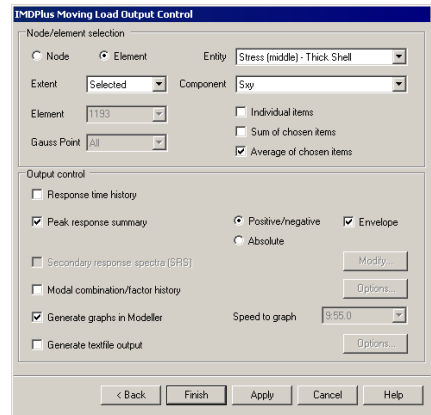 IMDPlus Moving Load Output Control
Node/element selection
Node Element Entity Stress (middle) - Thick Shell
Extent Selected Component Sxy
Element 1193 Individual items
Sum of chosen items
Gauss Point All
Average of chosen items
Output control
Response time history
Peak response summary Positive/negative Envelope
Absolute
Secondary response spectra (SRS) Modify...
Modal combination/factor history Options...
Generate graphs in Modeller Speed to graph 9:55.0
Generate textfile output Options...
< Back Finish Apply Cancel Help